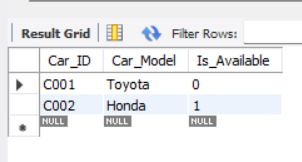 Result Grid Filter Rows:
Car_ID Car_Model Is_Available
C001 Toyota 0
C002 Honda 1
NULL NULL NULL